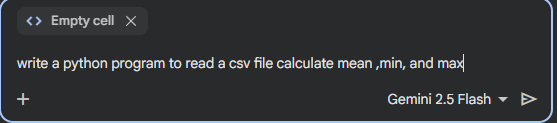 <> Empty cell ×
write a python program to read a csv file calculate mean ,min, and max
+ Gemini 2.5 Flash